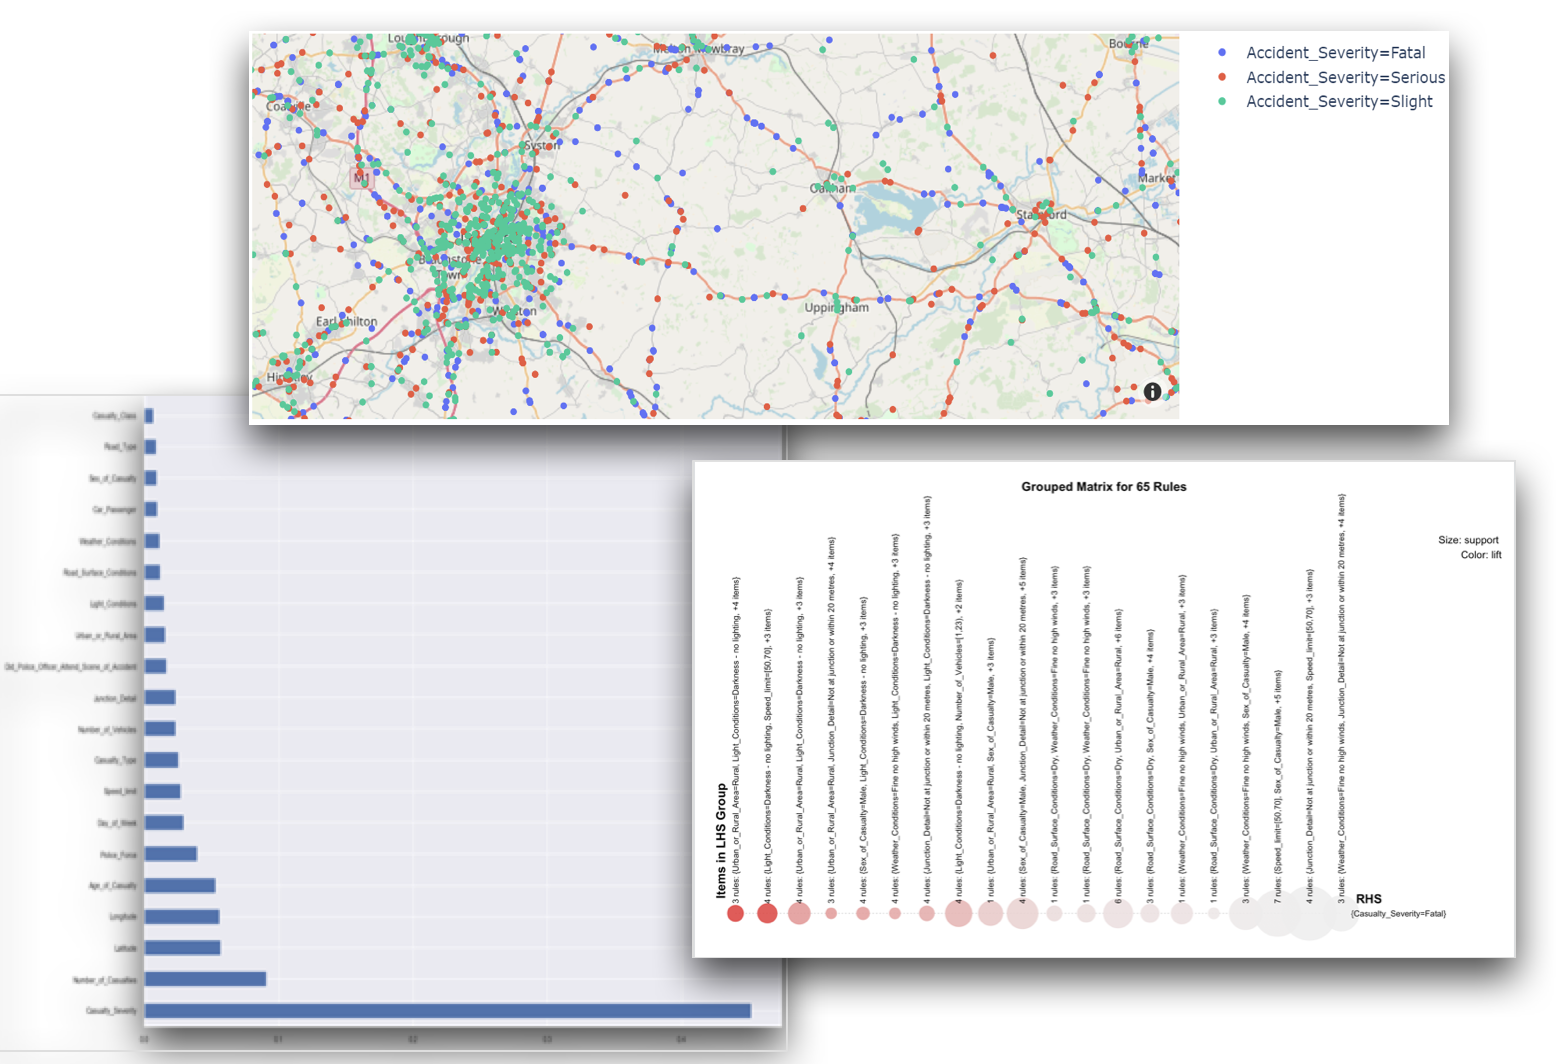 Loughborough
Melton Mowbray
Bourne
Coalville
Syston
M1
Oakham
Market
Stamford
Braunstone
Town
Wigston
Uppingham
Earl Shilton
Hinckley
Accident_Severity=Fatal
Accident_Severity=Serious
Accident_Severity=Slight
Casualty_Class
Road_Type
Sex_of_Casualty
Car_Passenger
Weather_Conditions
Road_Surface_Conditions
Light_Conditions
Urban_or_Rural_Area
Did_Police_Officer_Attend_Scene_of_Accident
Junction_Detail
Number_of_Vehicles
Casualty_Type
Speed_limit
Day_of_Week
Police_Force
Age_of_Casualty
Longitude
Latitude
Number_of_Casualties
Casualty_Severity
0.0 0.1 0.2 0.3 0.4
Grouped Matrix for 65 Rules
Size: support
Color: lift
Items in LHS Group
3 rules: {Urban_or_Rural_Area=Rural, Light_Conditions=Darkness - no lighting, +4 items}
4 rules: {Light_Conditions=Darkness - no lighting, Speed_limit=[50,70], +3 items}
4 rules: {Urban_or_Rural_Area=Rural, Light_Conditions=Darkness - no lighting, +3 items}
3 rules: {Urban_or_Rural_Area=Rural, Junction_Detail=Not at junction or within 20 metres, +4 items}
4 rules: {Sex_of_Casualty=Male, Light_Conditions=Darkness - no lighting, +3 items}
4 rules: {Weather_Conditions=Fine no high winds, Light_Conditions=Darkness - no lighting, +3 items}
4 rules: {Junction_Detail=Not at junction or within 20 metres, Light_Conditions=Darkness - no lighting, +3 items}
4 rules: {Light_Conditions=Darkness - no lighting, Number_of_Vehicles=[1,23), +2 items}
1 rules: {Urban_or_Rural_Area=Rural, Sex_of_Casualty=Male, +3 items}
4 rules: {Sex_of_Casualty=Male, Junction_Detail=Not at junction or within 20 metres, +5 items}
1 rules: {Road_Surface_Conditions=Dry, Weather_Conditions=Fine no high winds, +3 items}
1 rules: {Road_Surface_Conditions=Dry, Weather_Conditions=Fine no high winds, +3 items}
6 rules: {Road_Surface_Conditions=Dry, Urban_or_Rural_Area=Rural, +6 items}
3 rules: {Road_Surface_Conditions=Dry, Sex_of_Casualty=Male, +4 items}
1 rules: {Weather_Conditions=Fine no high winds, Urban_or_Rural_Area=Rural, +3 items}
1 rules: {Road_Surface_Conditions=Dry, Urban_or_Rural_Area=Rural, +3 items}
3 rules: {Weather_Conditions=Fine no high winds, Sex_of_Casualty=Male, +4 items}
7 rules: {Speed_limit=[50,70], Sex_of_Casualty=Male, +5 items}
4 rules: {Junction_Detail=Not at junction or within 20 metres, Speed_limit=[50,70], +3 items}
3 rules: {Weather_Conditions=Fine no high winds, Junction_Detail=Not at junction or within 20 metres, +4 items}
RHS
{Casualty_Severity=Fatal}